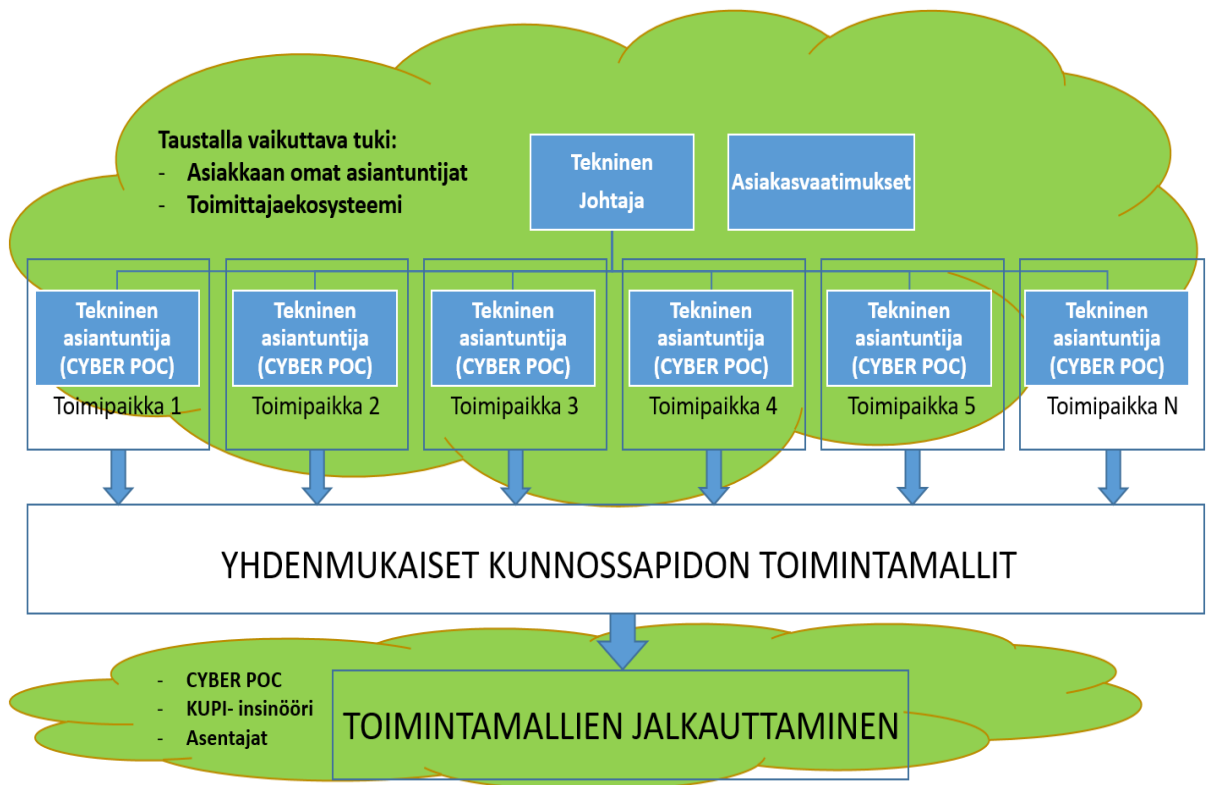 Taustalla vaikuttava tuki:
- Asiakkaan omat asiantuntijat
- Toimittajaekosysteemi
Tekninen
Johtaja
Asiakasvaatimukset
Tekninen
asiantuntija
(CYBER POC)
Toimipaikka 1
Tekninen
asiantuntija
(CYBER POC)
Toimipaikka 2
Tekninen
asiantuntija
(CYBER POC)
Toimipaikka 3
Tekninen
asiantuntija
(CYBER POC)
Toimipaikka 4
Tekninen
asiantuntija
(CYBER POC)
Toimipaikka 5
Tekninen
asiantuntija
(CYBER POC)
Toimipaikka N
YHDENMUKAISET KUNNOSSAPIDON TOIMINTAMALLIT
- CYBER POC
- KUPI- insinööri
- Asentajat
TOIMINTAMALLIEN JALKAUTTAMINEN